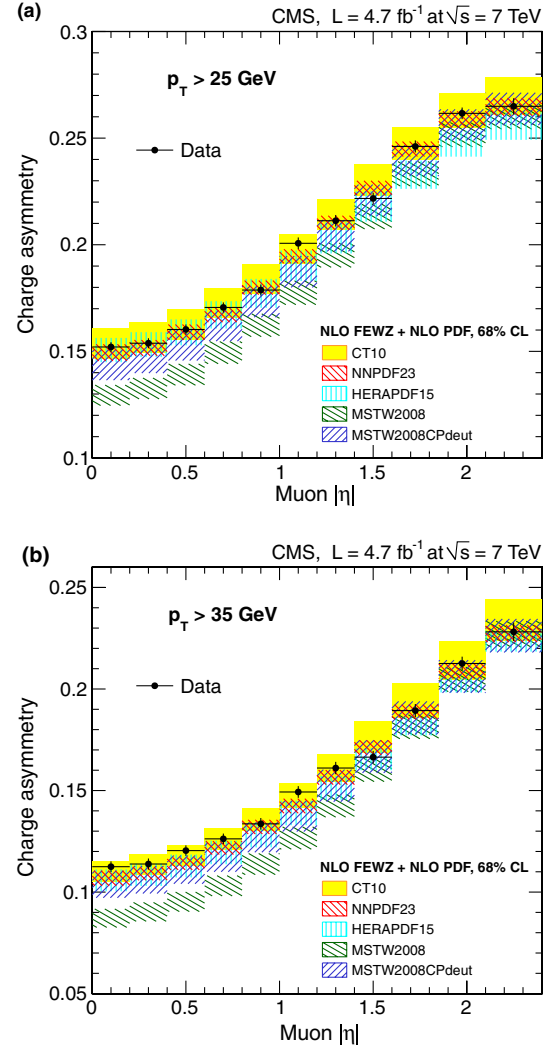 (a)
CMS, L = 4.7 fb⁻¹ at √s = 7 TeV
0.3
p_T > 25 GeV
0.25
Data
Charge asymmetry
0.2
NLO FEWZ + NLO PDF, 68% CL
CT10
0.15
NNPDF23
HERAPDF15
MSTW2008
MSTW2008CPdeut
0.1
0 0.5 1 1.5 2
Muon |η|
(b)
CMS, L = 4.7 fb⁻¹ at √s = 7 TeV
0.25
p_T > 35 GeV
0.2
Data
Charge asymmetry
0.15
NLO FEWZ + NLO PDF, 68% CL
CT10
0.1
NNPDF23
HERAPDF15
MSTW2008
MSTW2008CPdeut
0.05
0 0.5 1 1.5 2
Muon |η|